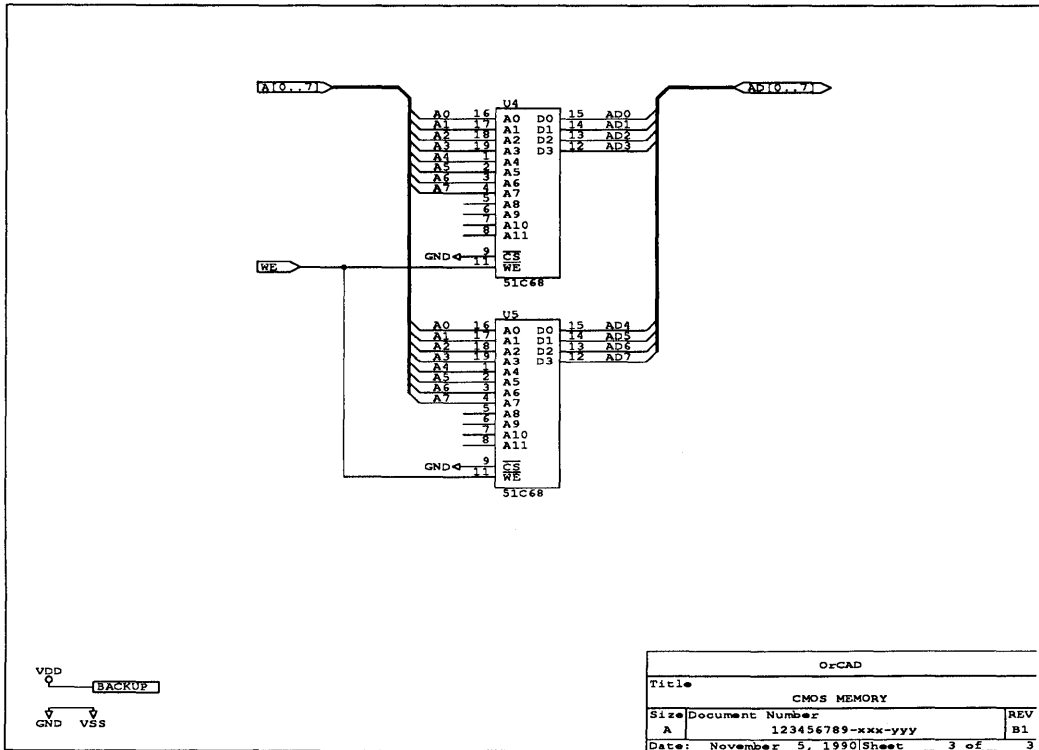 A[0..7]
AD[0..7]
U4
A0 16 A0 D0 15 AD0
A1 17 A1 D1 14 AD1
A2 18 A2 D2 13 AD2
A3 19 A3 D3 12 AD3
A4 1 A4
A5 2 A5
A6 3 A6
A7 4 A7
5 A8
6 A9
7 A10
8 A11
GND 9 CS
WE 11 WE
51C68
U5
A0 16 A0 D0 15 AD4
A1 17 A1 D1 14 AD5
A2 18 A2 D2 13 AD6
A3 19 A3 D3 12 AD7
A4 1 A4
A5 2 A5
A6 3 A6
A7 4 A7
5 A8
6 A9
7 A10
8 A11
GND 9 CS
11 WE
51C68
VDD
BACKUP
GND VSS
OrCAD
Title
CMOS MEMORY
Size Document Number REV
A 123456789-xxx-yyy B1
Date: November 5, 1990 Sheet 3 of 3